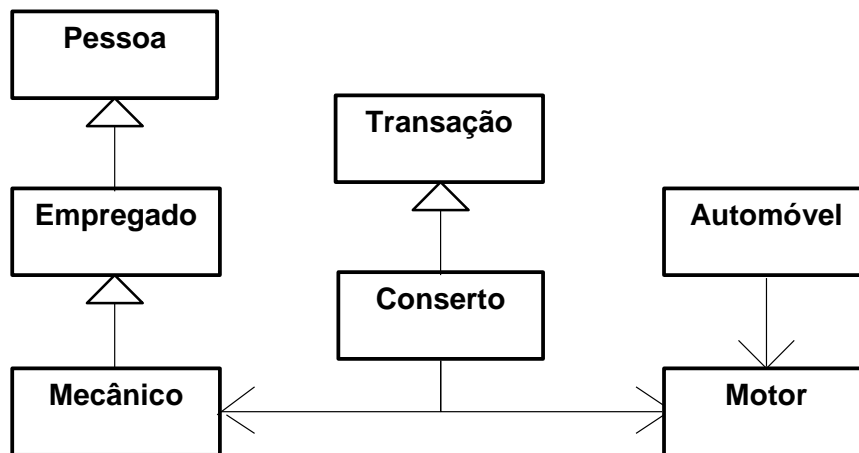 Pessoa
Transação
Empregado
Automóvel
Conserto
Mecânico
Motor